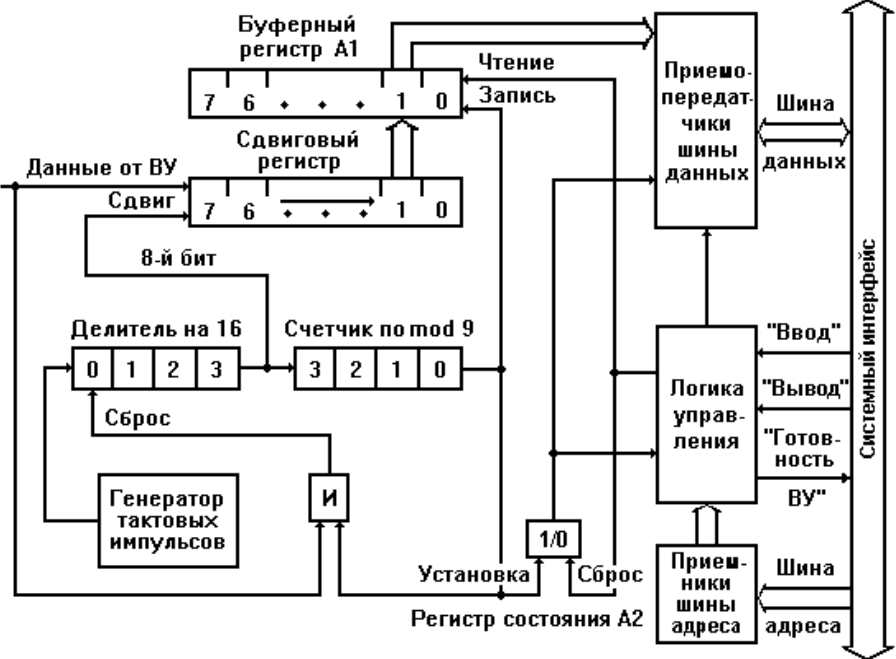 Буферный
регистр А1
7 6 1 0
Чтение
Запись
Приемо-
передат-
чики
шины
данных
Шина
данных
Сдвиговый
регистр
Данные от ВУ
Сдвиг
7 6 1 0
8-й бит
Делитель на 16
0 1 2 3
Счетчик по mod 9
3 2 1 0
Сброс
Генератор
тактовых
импульсов
И
1/0
Установка
Сброс
Регистр состояния А2
Логика
управ-
ления
"Ввод"
"Вывод"
"Готов-
ность
ВУ"
Прием-
ники
шины
адреса
Шина
адреса
Системный интерфейс